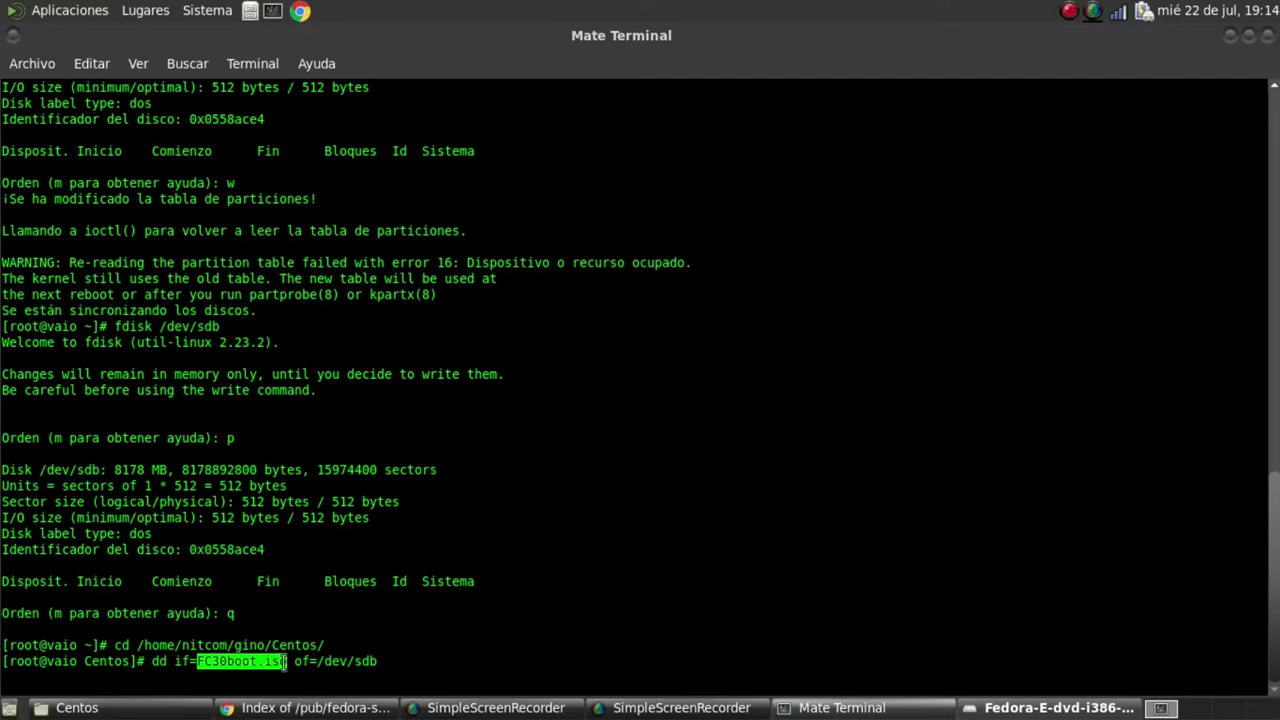 Aplicaciones Lugares Sistema mié 22 de jul, 19:14
Mate Terminal
Archivo Editar Ver Buscar Terminal Ayuda
I/O size (minimum/optimal): 512 bytes / 512 bytes
Disk label type: dos
Identificador del disco: 0x0558ace4
Disposit. Inicio Comienzo Fin Bloques Id Sistema
Orden (m para obtener ayuda): w
¡Se ha modificado la tabla de particiones!
Llamando a ioctl() para volver a leer la tabla de particiones.
WARNING: Re-reading the partition table failed with error 16: Dispositivo o recurso ocupado.
The kernel still uses the old table. The new table will be used at
the next reboot or after you run partprobe(8) or kpartx(8)
Se están sincronizando los discos.
[root@vaio ~]# fdisk /dev/sdb
Welcome to fdisk (util-linux 2.23.2).
Changes will remain in memory only, until you decide to write them.
Be careful before using the write command.
Orden (m para obtener ayuda): p
Disk /dev/sdb: 8178 MB, 8178892800 bytes, 15974400 sectors
Units = sectors of 1 * 512 = 512 bytes
Sector size (logical/physical): 512 bytes / 512 bytes
I/O size (minimum/optimal): 512 bytes / 512 bytes
Disk label type: dos
Identificador del disco: 0x0558ace4
Disposit. Inicio Comienzo Fin Bloques Id Sistema
Orden (m para obtener ayuda): q
[root@vaio ~]# cd /home/nitcom/gino/Centos/
[root@vaio Centos]# dd if=FC30boot.iso of=/dev/sdb
Centos Index of /pub/fedora-s... SimpleScreenRecorder SimpleScreenRecorder Mate Terminal Fedora-E-dvd-i386-...